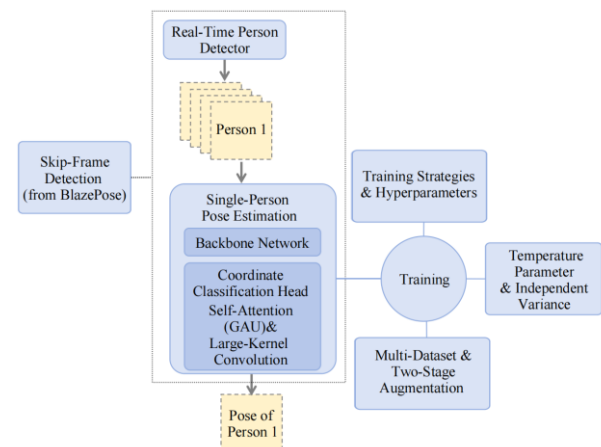 Real-Time Person
Detector
Person 1
Skip-Frame
Detection
(from BlazePose)
Single-Person
Pose Estimation
Backbone Network
Coordinate
Classification Head
Self-Attention
(GAU)&
Large-Kernel
Convolution
Pose of
Person 1
Training Strategies
& Hyperparameters
Training
Temperature
Parameter
& Independent
Variance
Multi-Dataset &
Two-Stage
Augmentation